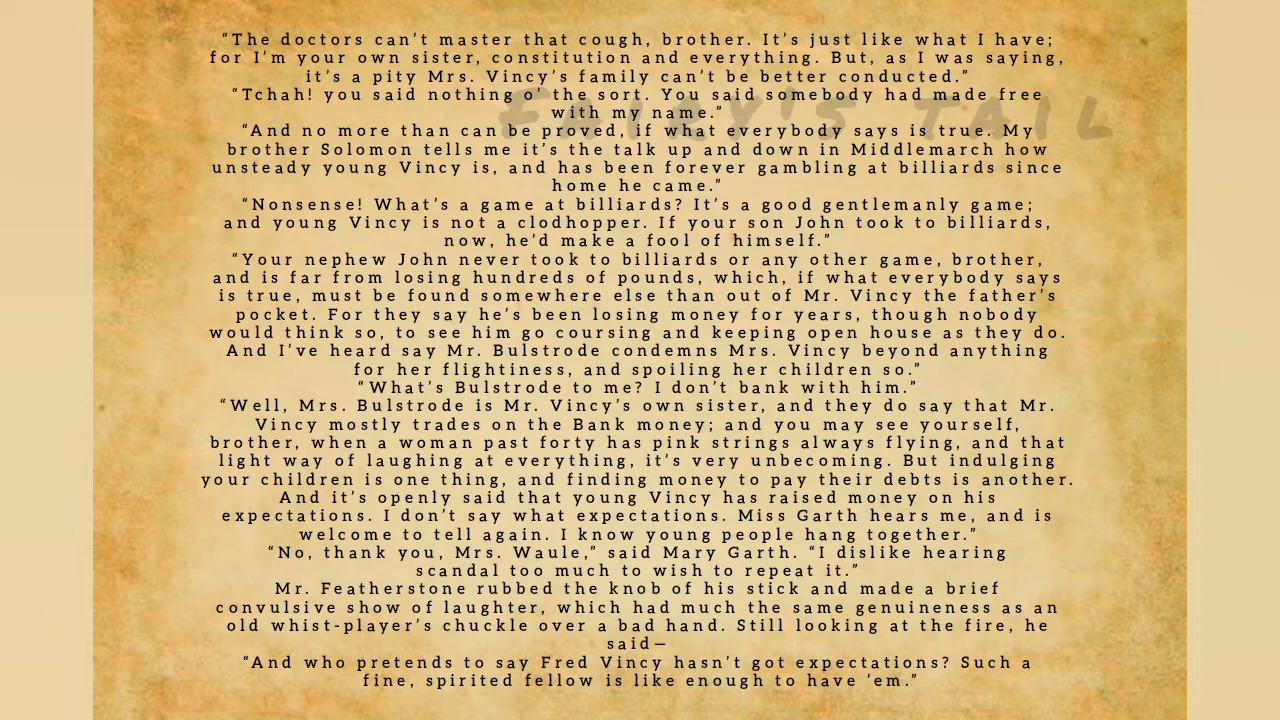 “The doctors can’t master that cough, brother. It’s just like what I have;
for I’m your own sister, constitution and everything. But, as I was saying,
it’s a pity Mrs. Vincy’s family can’t be better conducted.”
“Tchah! you said nothing o’ the sort. You said somebody had made free
with my name.”
FAIRY'S TAIL
“And no more than can be proved, if what everybody says is true. My
brother Solomon tells me it’s the talk up and down in Middlemarch how
unsteady young Vincy is, and has been forever gambling at billiards since
home he came.”
“Nonsense! What’s a game at billiards? It’s a good gentlemanly game;
and young Vincy is not a clodhopper. If your son John took to billiards,
now, he’d make a fool of himself.”
“Your nephew John never took to billiards or any other game, brother,
and is far from losing hundreds of pounds, which, if what everybody says
is true, must be found somewhere else than out of Mr. Vincy the father’s
pocket. For they say he’s been losing money for years, though nobody
would think so, to see him go coursing and keeping open house as they do.
And I’ve heard say Mr. Bulstrode condemns Mrs. Vincy beyond anything
for her flightiness, and spoiling her children so.”
“What’s Bulstrode to me? I don’t bank with him.”
“Well, Mrs. Bulstrode is Mr. Vincy’s own sister, and they do say that Mr.
Vincy mostly trades on the Bank money; and you may see yourself,
brother, when a woman past forty has pink strings always flying, and that
light way of laughing at everything, it’s very unbecoming. But indulging
your children is one thing, and finding money to pay their debts is another.
And it’s openly said that young Vincy has raised money on his
expectations. I don’t say what expectations. Miss Garth hears me, and is
welcome to tell again. I know young people hang together.”
“No, thank you, Mrs. Waule,” said Mary Garth. “I dislike hearing
scandal too much to wish to repeat it.”
Mr. Featherstone rubbed the knob of his stick and made a brief
convulsive show of laughter, which had much the same genuineness as an
old whist-player’s chuckle over a bad hand. Still looking at the fire, he
said—
“And who pretends to say Fred Vincy hasn’t got expectations? Such a
fine, spirited fellow is like enough to have ’em.”